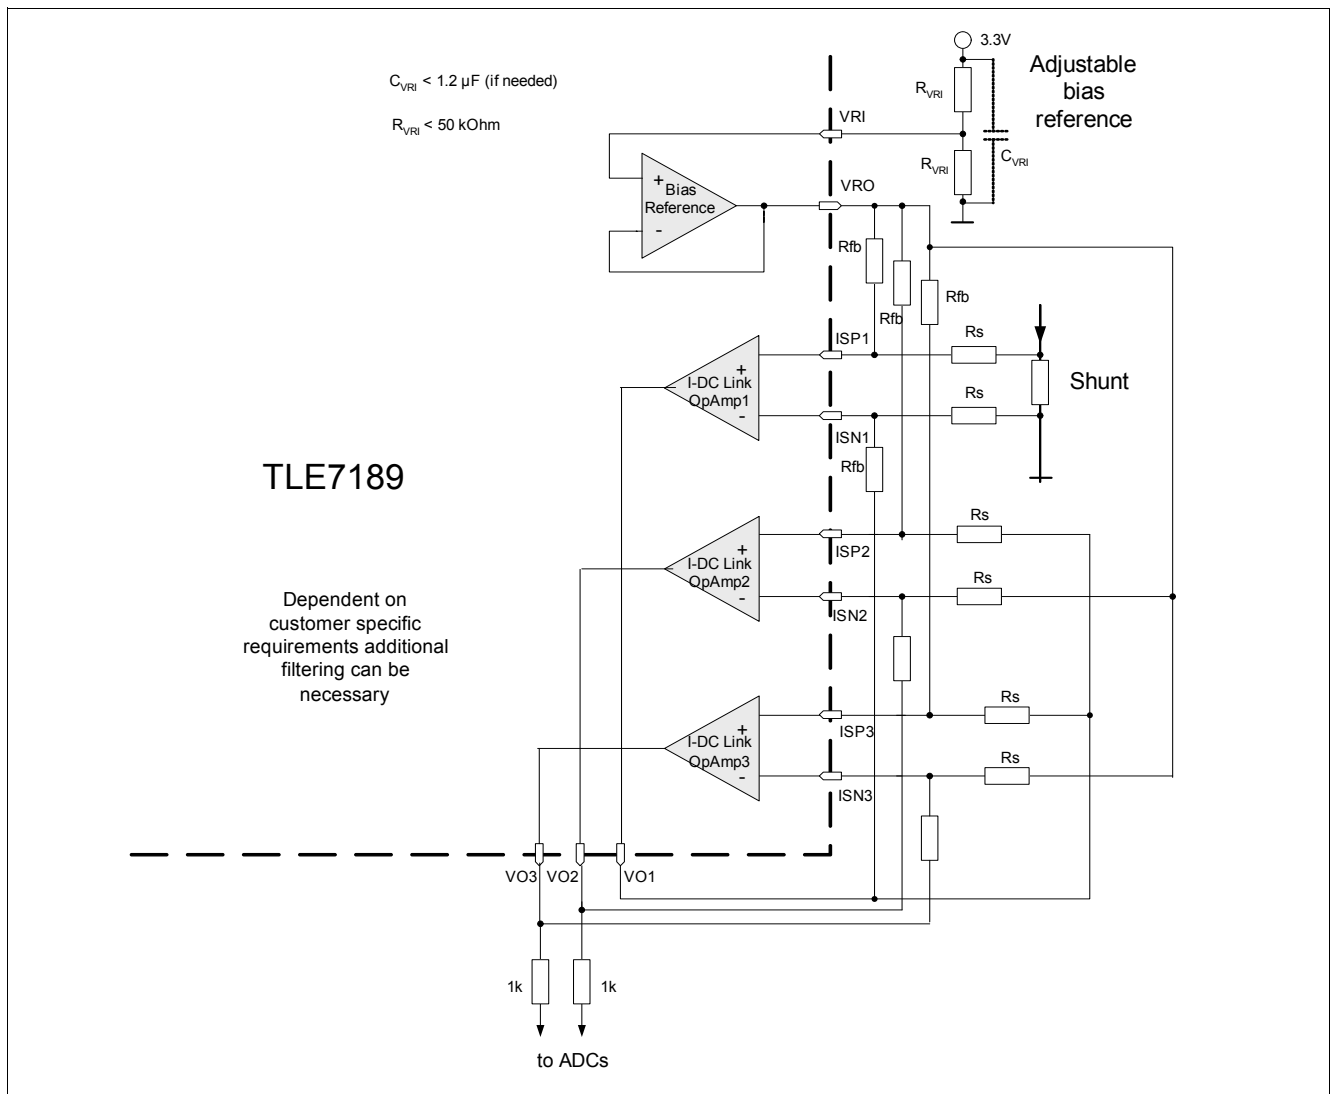 3.3V
Adjustable
bias
reference
C_VRI < 1.2 µF (if needed)
R_VRI < 50 kOhm
R_VRI
VRI
R_VRI
C_VRI
VRO
+
Bias
Reference
-
Rfb
Rfb
Rfb
ISP1
Rs
+
I-DC Link
OpAmp1
-
Shunt
Rs
ISN1
Rfb
TLE7189
Rs
ISP2
+
I-DC Link
OpAmp2
-
Rs
ISN2
Dependent on
customer specific
requirements additional
filtering can be
necessary
Rs
ISP3
+
I-DC Link
OpAmp3
-
Rs
ISN3
VO3
VO2
VO1
1k
1k
to ADCs